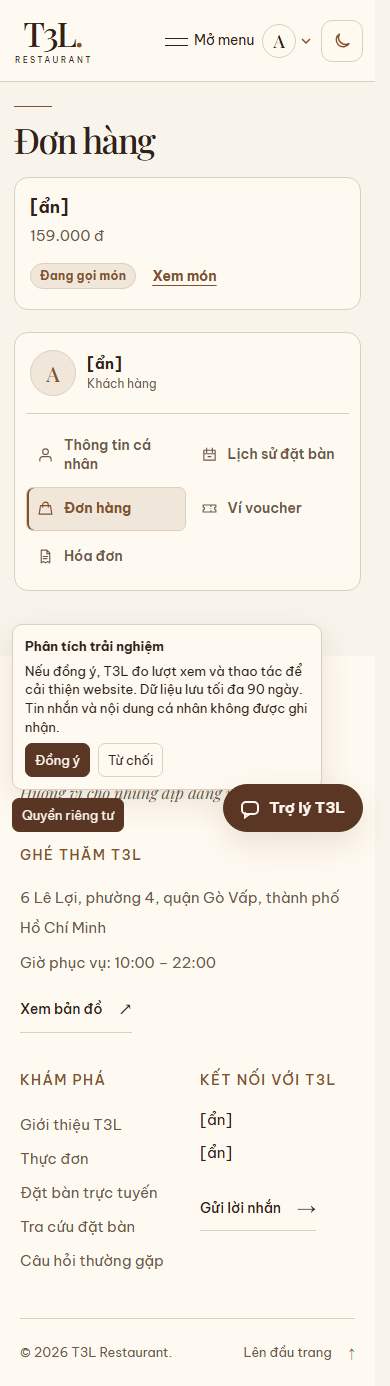 T3L.
RESTAURANT
Mở menu
A
Đơn hàng
[ẩn]
159.000 đ
Đang gọi món
Xem món
A
[ẩn]
Khách hàng
Thông tin cá
nhân
Lịch sử đặt bàn
Đơn hàng
Ví voucher
Hóa đơn
Phân tích trải nghiệm
Nếu đồng ý, T3L đo lượt xem và thao tác để
cải thiện website. Dữ liệu lưu tối đa 90 ngày.
Tin nhắn và nội dung cá nhân không được ghi
nhận.
Đồng ý
Từ chối
Hương vị cho những dịp đáng
Quyền riêng tư
Trợ lý T3L
GHÉ THĂM T3L
6 Lê Lợi, phường 4, quận Gò Vấp, thành phố
Hồ Chí Minh
Giờ phục vụ: 10:00 – 22:00
Xem bản đồ ↗
KHÁM PHÁ
Giới thiệu T3L
Thực đơn
Đặt bàn trực tuyến
Tra cứu đặt bàn
Câu hỏi thường gặp
KẾT NỐI VỚI T3L
[ẩn]
[ẩn]
Gửi lời nhắn →
© 2026 T3L Restaurant.
Lên đầu trang ↑